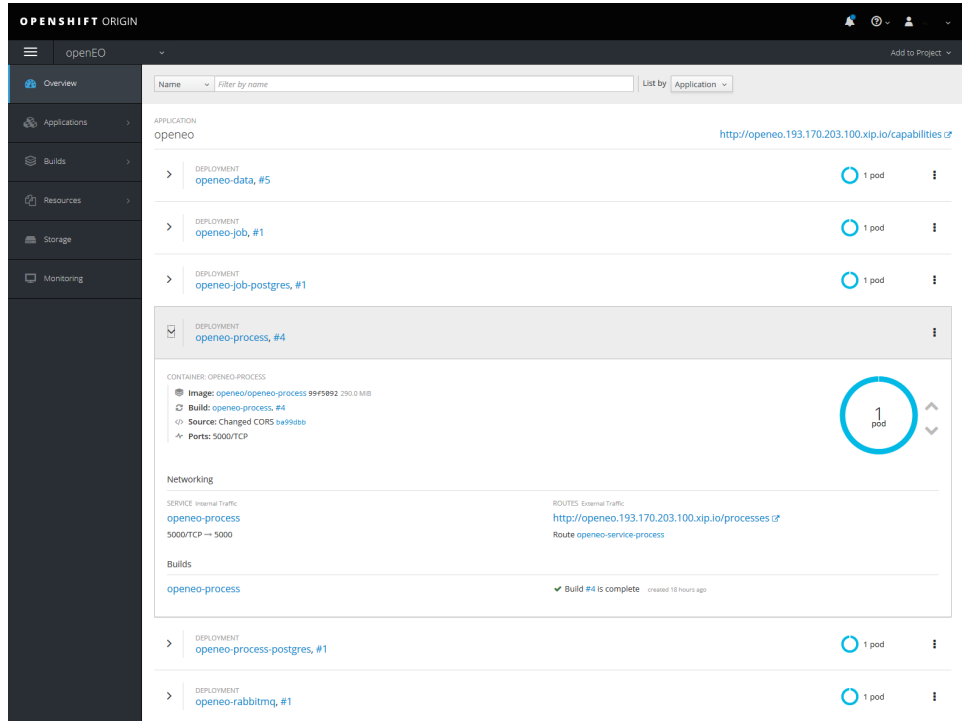 OPENSHIFT ORIGIN
openEO
Add to Project
Overview
Applications
Builds
Resources
Storage
Monitoring
Name
Filter by name
List by
Application
APPLICATION
openeo
http://openeo.193.170.203.100.xip.io/capabilities
DEPLOYMENT
openeo-data, #5
1 pod
DEPLOYMENT
openeo-job, #1
1 pod
DEPLOYMENT
openeo-job-postgres, #1
1 pod
DEPLOYMENT
openeo-process, #4
CONTAINER: OPENEO-PROCESS
Image: openeo/openeo-process 99f5092 290.0 MiB
Build: openeo-process, #4
Source: Changed CORS ba99dbb
Ports: 5000/TCP
1
pod
Networking
SERVICE Internal Traffic
openeo-process
5000/TCP → 5000
ROUTES External Traffic
http://openeo.193.170.203.100.xip.io/processes
Route openeo-service-process
Builds
openeo-process
Build #4 is complete created 18 hours ago
DEPLOYMENT
openeo-process-postgres, #1
1 pod
DEPLOYMENT
openeo-rabbitmq, #1
1 pod